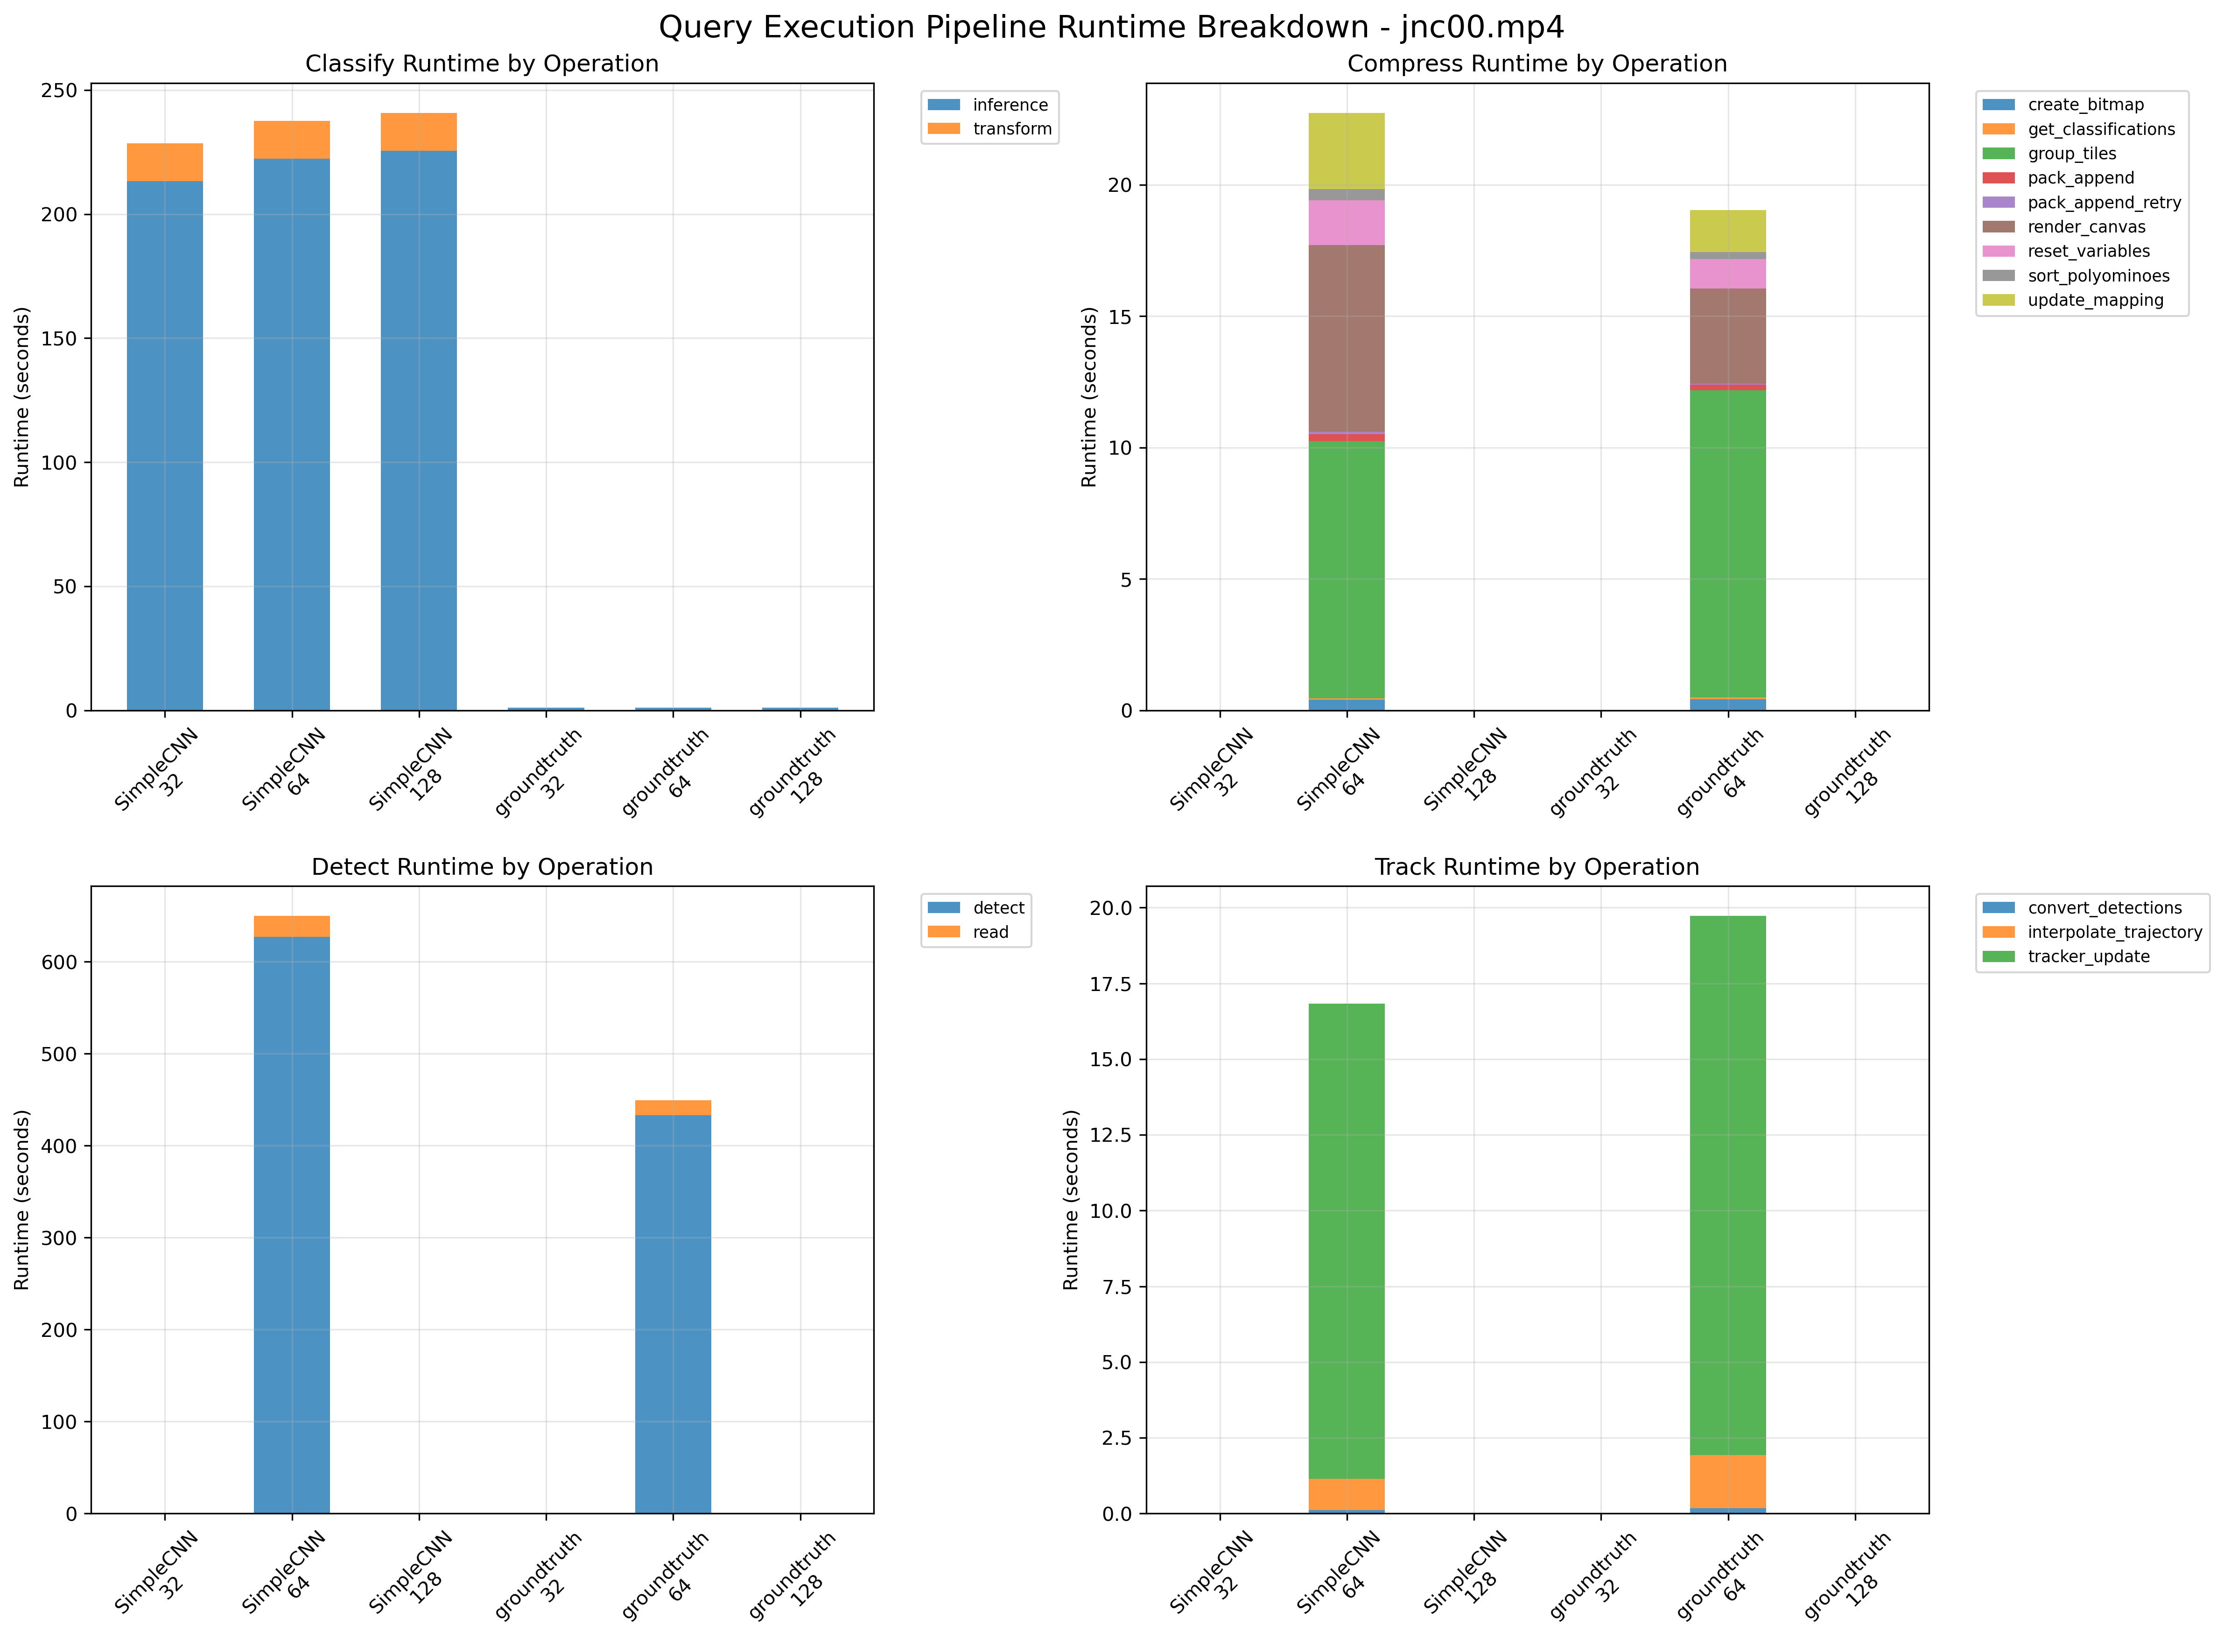 Query Execution Pipeline Runtime Breakdown - jnc00.mp4
Classify Runtime by Operation
Runtime (seconds)
250
200
150
100
50
0
SimpleCNN
32
SimpleCNN
64
SimpleCNN
128
groundtruth
32
groundtruth
64
groundtruth
128
inference
transform
Compress Runtime by Operation
Runtime (seconds)
20
15
10
5
0
SimpleCNN
32
SimpleCNN
64
SimpleCNN
128
groundtruth
32
groundtruth
64
groundtruth
128
create_bitmap
get_classifications
group_tiles
pack_append
pack_append_retry
render_canvas
reset_variables
sort_polyominoes
update_mapping
Detect Runtime by Operation
Runtime (seconds)
600
500
400
300
200
100
0
SimpleCNN
32
SimpleCNN
64
SimpleCNN
128
groundtruth
32
groundtruth
64
groundtruth
128
detect
read
Track Runtime by Operation
Runtime (seconds)
20.0
17.5
15.0
12.5
10.0
7.5
5.0
2.5
0.0
SimpleCNN
32
SimpleCNN
64
SimpleCNN
128
groundtruth
32
groundtruth
64
groundtruth
128
convert_detections
interpolate_trajectory
tracker_update